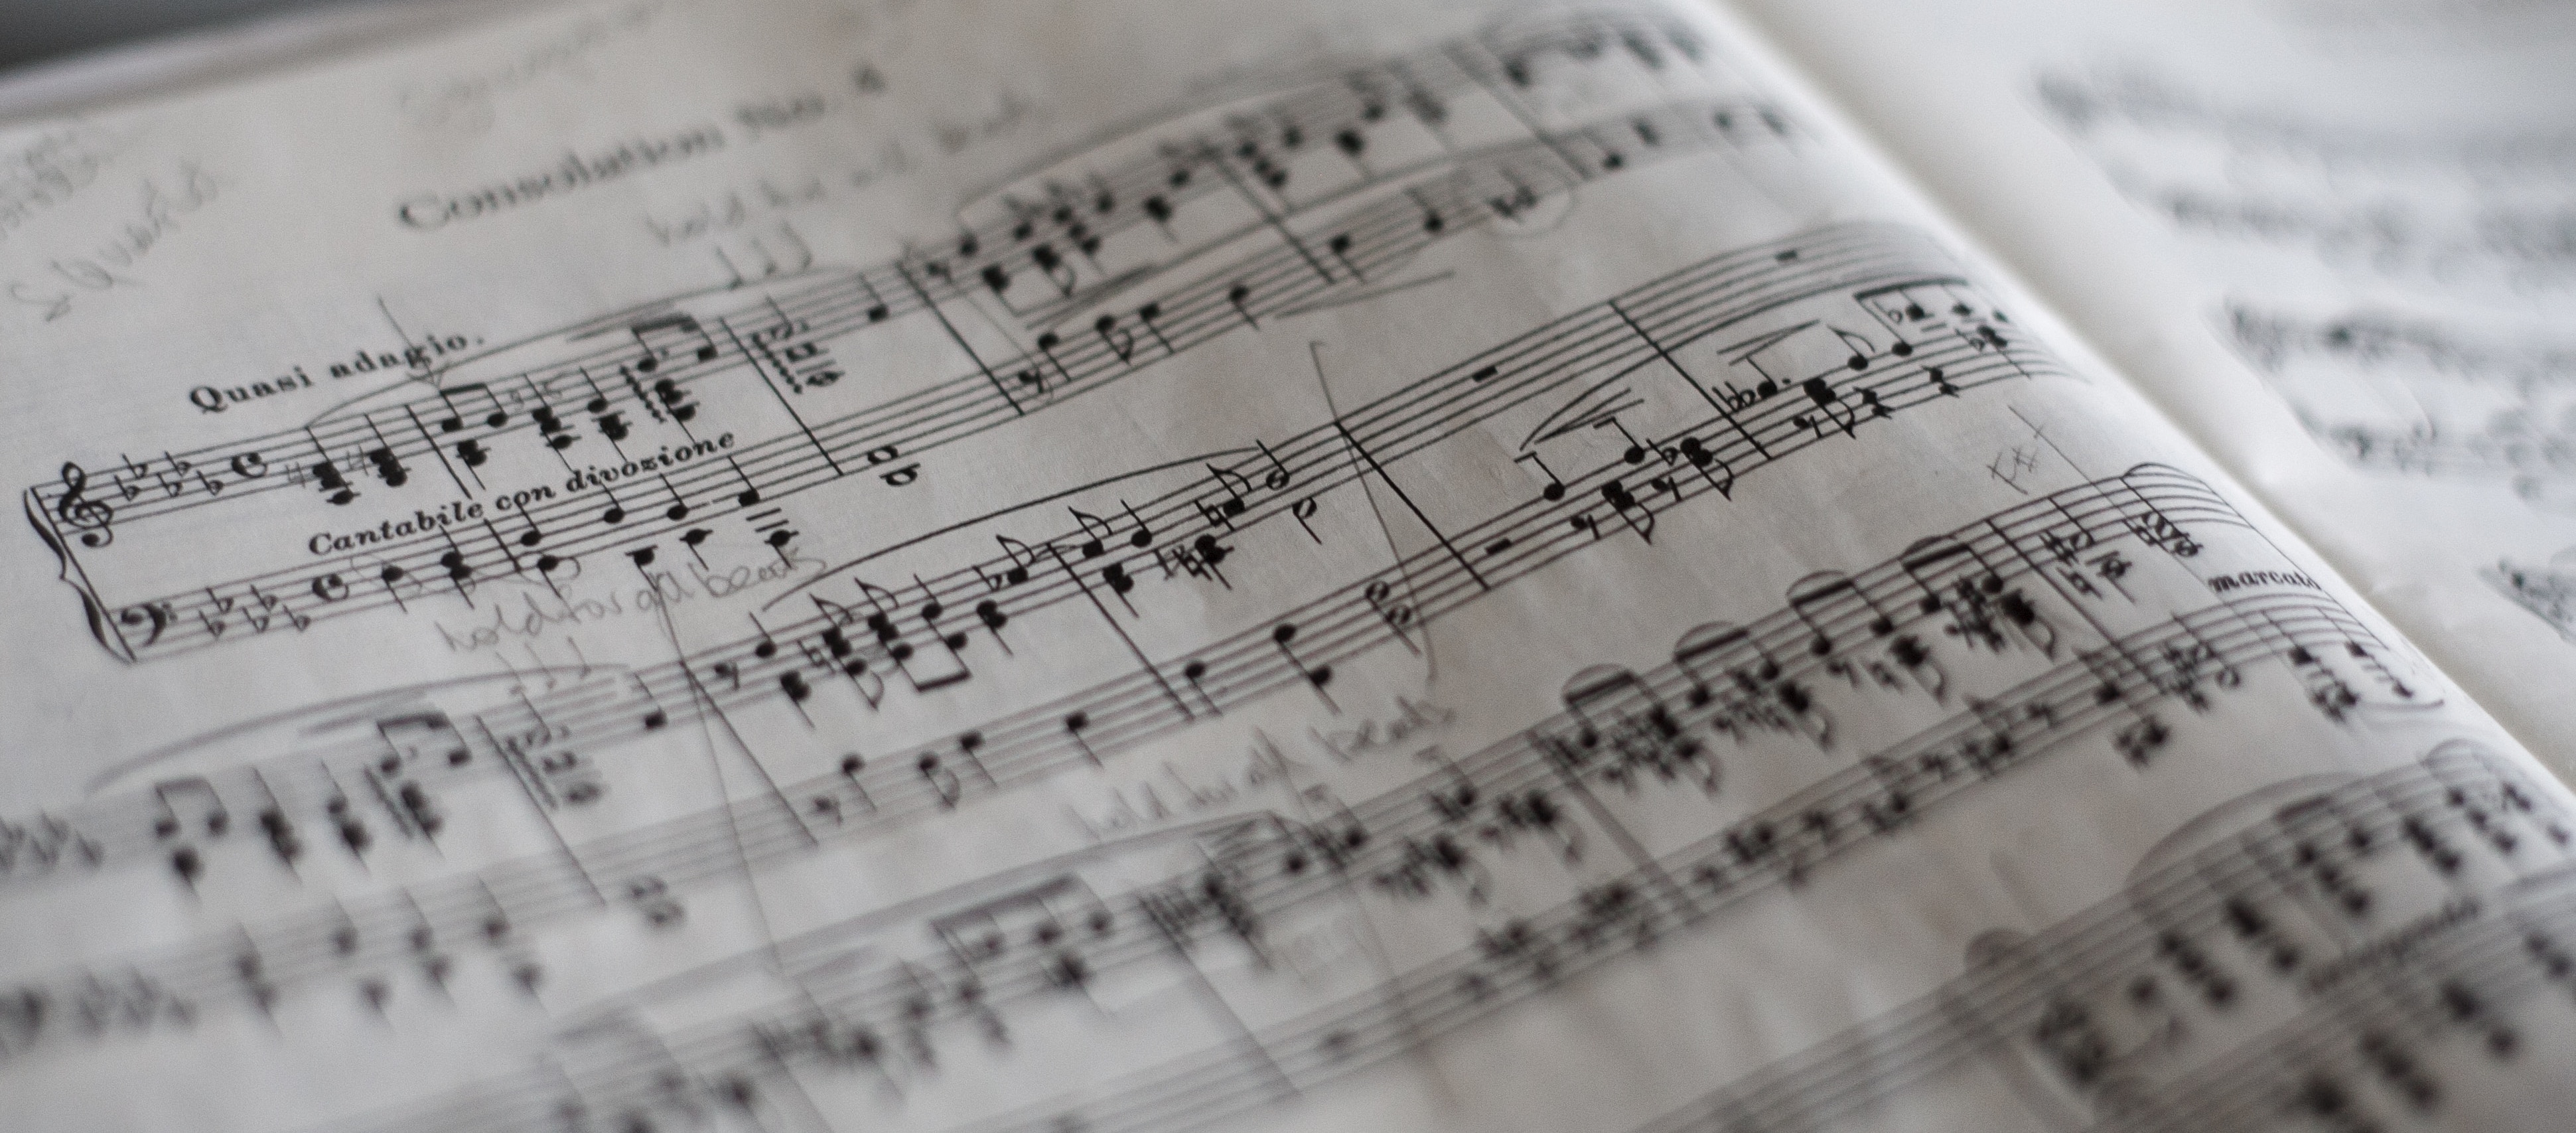 Consolation No. 4
hold for all beats
& Quartet.
Quasi adagio.
Cantabile con divozione
hold for all beats
marcato
hold for all beats